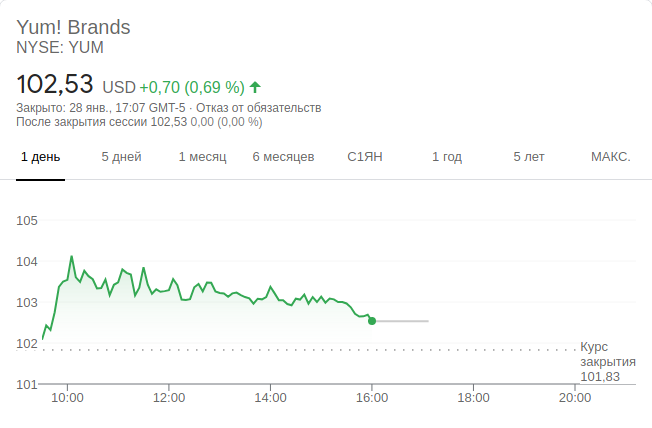 Yum! Brands
NYSE: YUM
102,53 USD +0,70 (0,69 %)
Закрыто: 28 янв., 17:07 GMT-5 · Отказ от обязательств
После закрытия сессии 102,53 0,00 (0,00 %)
1 день 5 дней 1 месяц 6 месяцев С1ЯН 1 год 5 лет МАКС.
105
104
103
102
Курс
закрытия
101,83
101
10:00 12:00 14:00 16:00 18:00 20:00